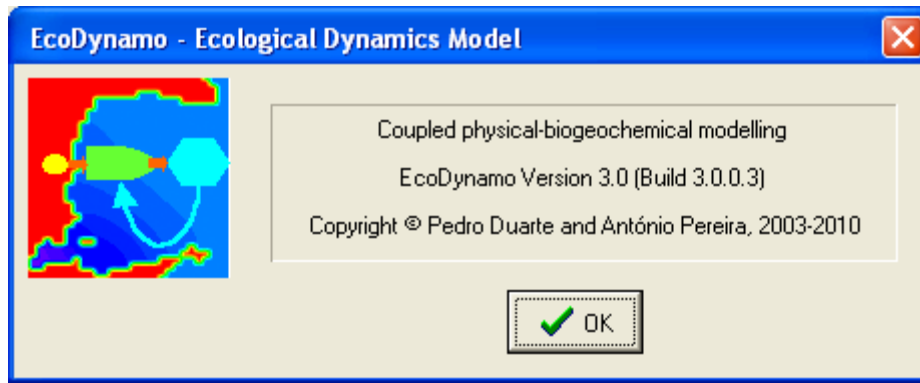 EcoDynamo - Ecological Dynamics Model
Coupled physical-biogeochemical modelling
EcoDynamo Version 3.0 (Build 3.0.0.3)
Copyright © Pedro Duarte and António Pereira, 2003-2010
OK